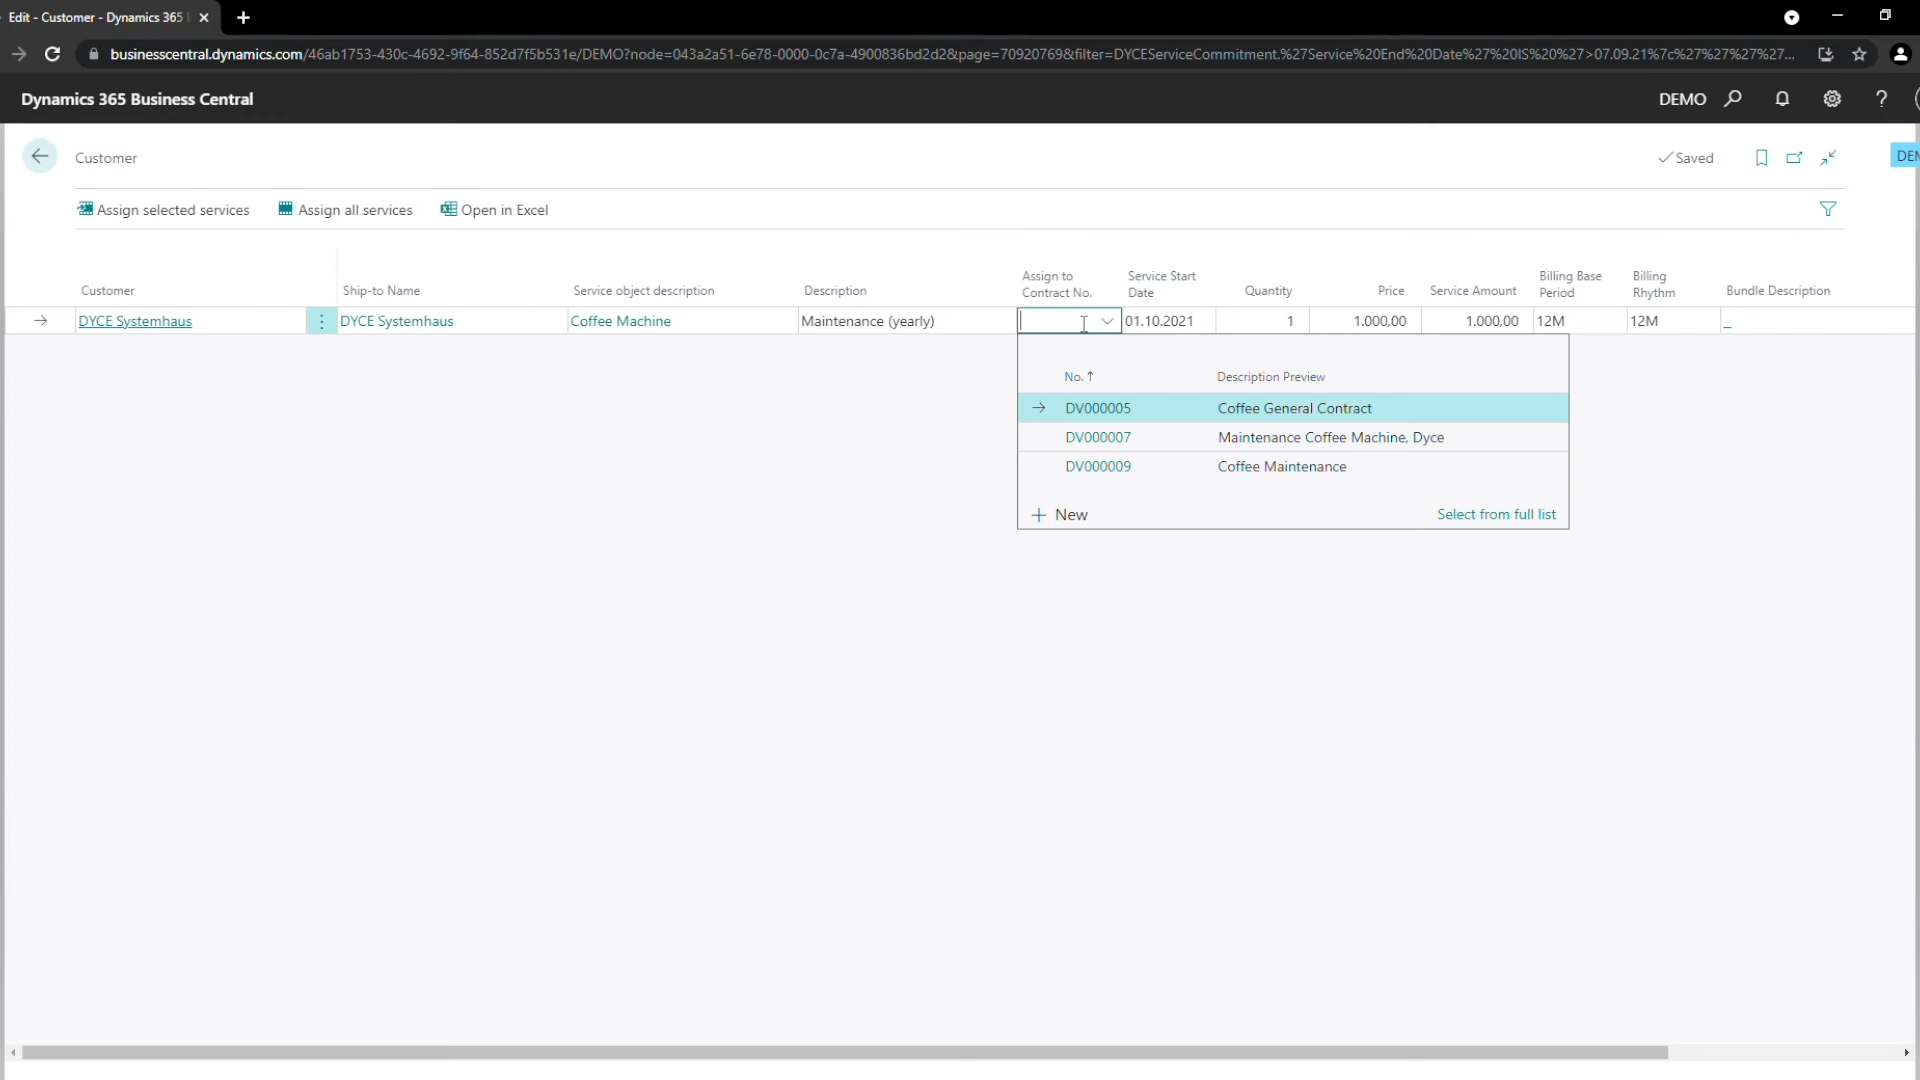 Edit - Customer - Dynamics 365
businesscentral.dynamics.com/46ab1753-430c-4692-9f64-852d7f5b531e/DEMO?node=043a2a51-6e78-0000-0c7a-4900836bd2d2&page=70920769&filter=DYCEServiceCommitment.%27Service%20End%20Date%27%20IS%20%27>07.09.21%7c%27%27%27%27...
Dynamics 365 Business Central
DEMO
Customer
Saved
Assign selected services
Assign all services
Open in Excel
Customer
Ship-to Name
Service object description
Description
Assign to
Contract No.
Service Start
Date
Quantity
Price
Service Amount
Billing Base
Period
Billing
Rhythm
Bundle Description
DYCE Systemhaus
DYCE Systemhaus
Coffee Machine
Maintenance (yearly)
01.10.2021
1
1.000,00
1.000,00
12M
12M
_
No. ↑
Description Preview
DV000005
Coffee General Contract
DV000007
Maintenance Coffee Machine, Dyce
DV000009
Coffee Maintenance
+ New
Select from full list